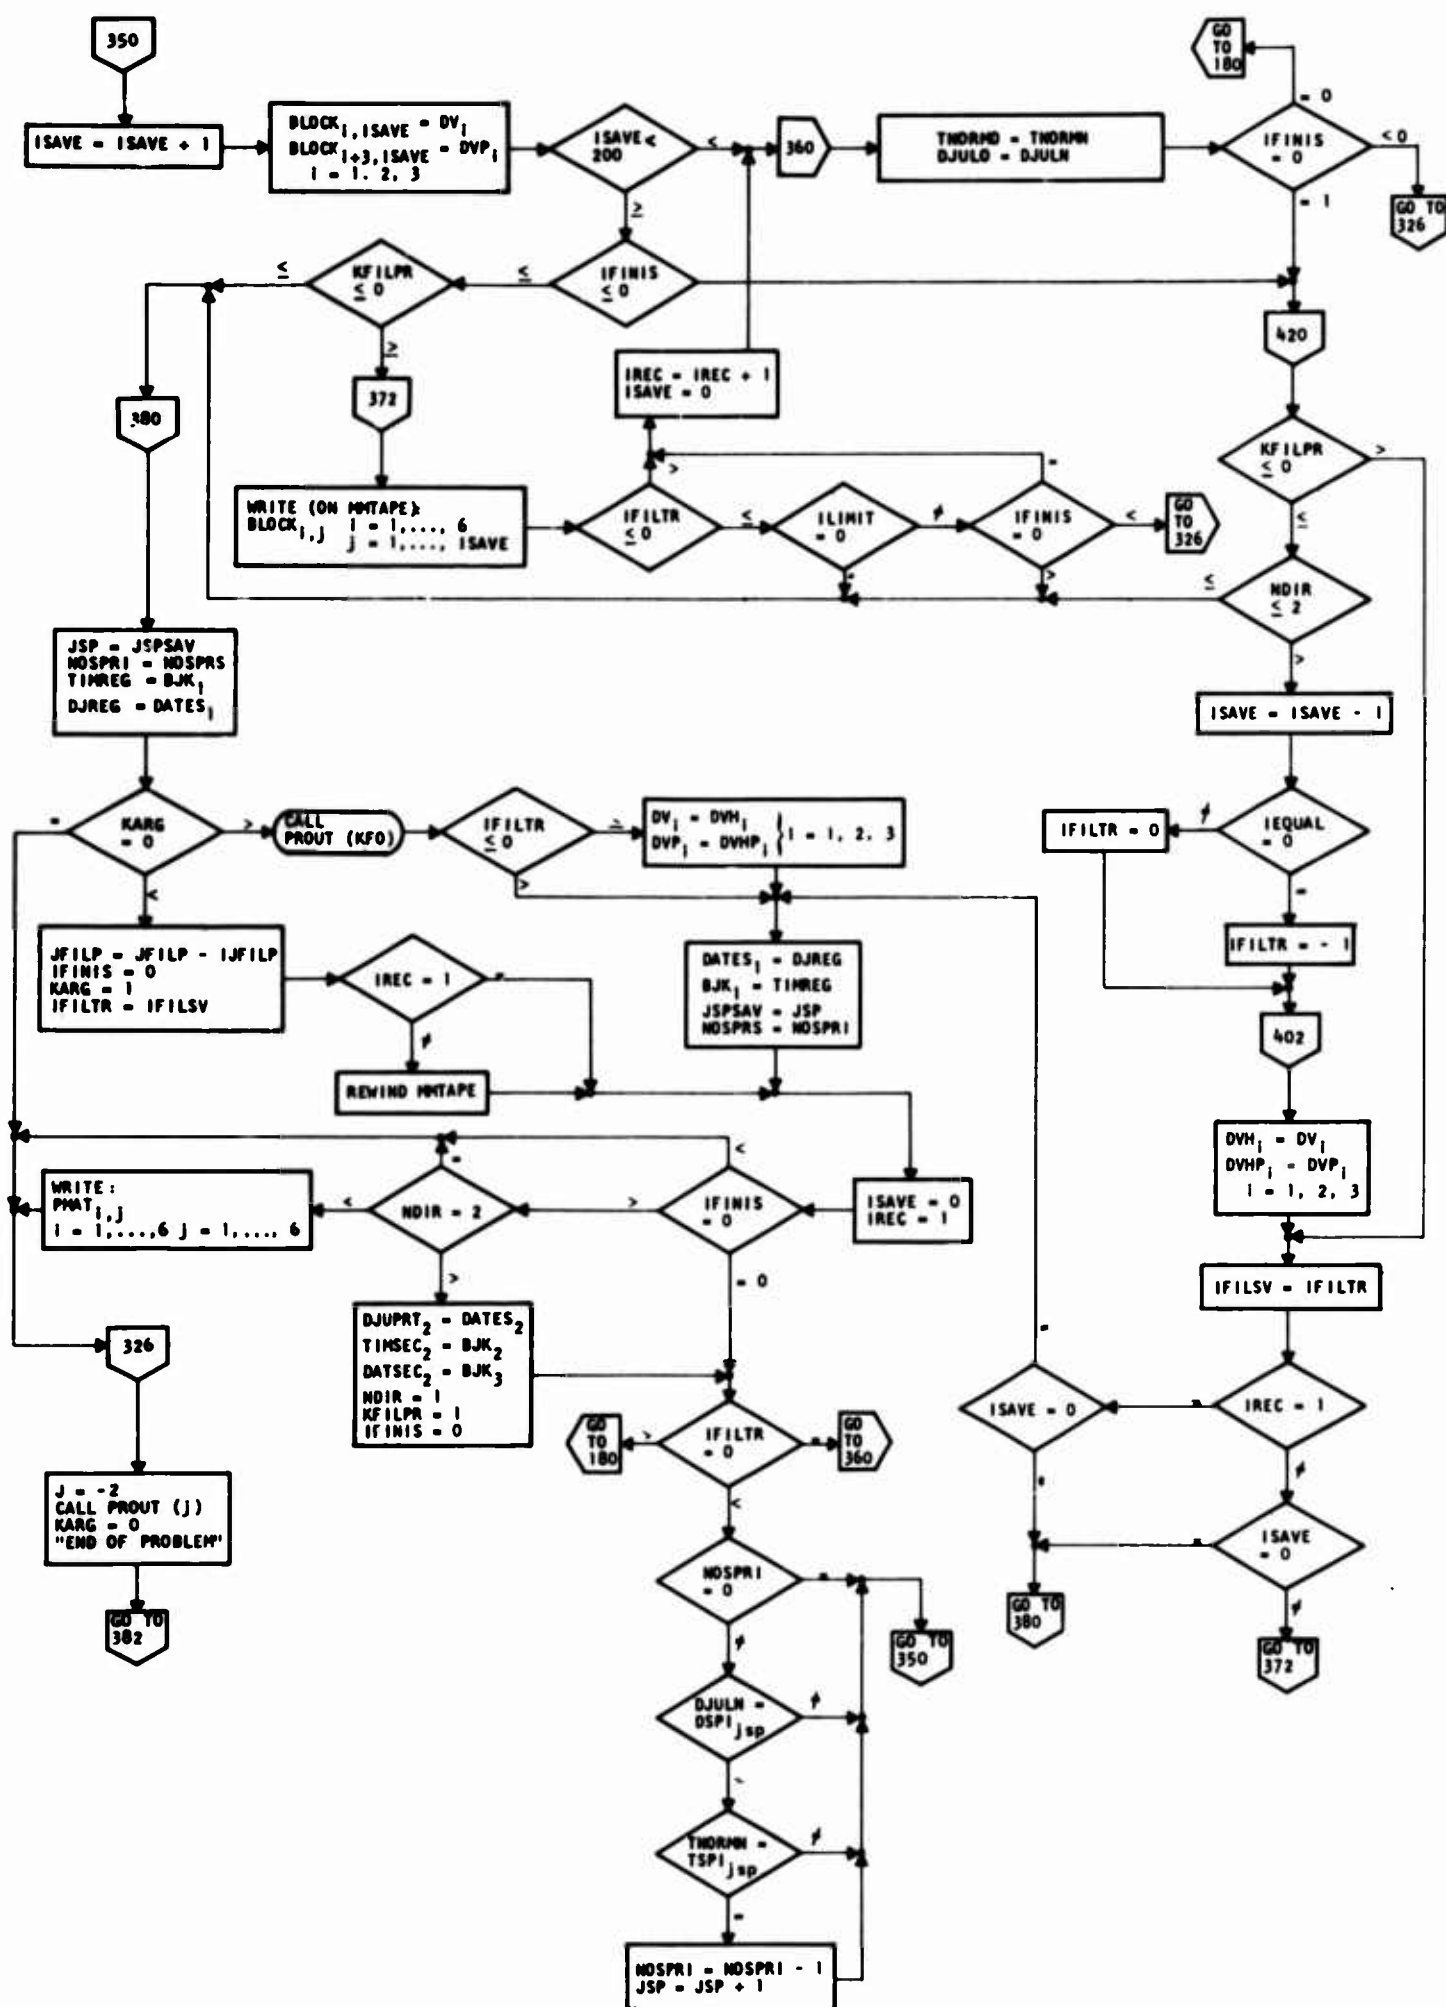 350
ISAVE = ISAVE + 1
BLOCK i, ISAVE = DV i
BLOCK i+3, ISAVE = DVP i
i = 1, 2, 3
ISAVE <
200
<
≥
360
TNORMO = TNORMN
DJULO = DJULN
GO
TO
180
= 0
IFINIS
= 0
< 0
= 1
GO TO
326
KFILPR
≤ 0
≤
≥
IFINIS
≤ 0
≤
420
372
IREC = IREC + 1
ISAVE = 0
380
KFILPR
≤ 0
>
≤
WRITE (ON MMTAPE):
BLOCK i,j i = 1,..., 6
j = 1,..., ISAVE
IFILTR
≤ 0
>
≤
ILIMIT
= 0
≠
=
IFINIS
= 0
=
<
>
GO
TO
326
NDIR
≤ 2
≤
>
JSP = JSPSAV
NOSPRI = NOSPRS
TIMREG = BJK i
DJREG = DATES i
ISAVE = ISAVE - 1
KARG
= 0
=
>
<
CALL
PROUT (KFO)
IFILTR
≤ 0
≥
>
DV i = DVH i
DVP i = DVHP i } i = 1, 2, 3
IFILTR = 0
≠
IEQUAL
= 0
=
IFILTR = - 1
JFILP = JFILP - IJFILP
IFINIS = 0
KARG = 1
IFILTR = IFILSV
IREC = 1
=
≠
DATES i = DJREG
BJK i = TIMREG
JSPSAV = JSP
NOSPRS = NOSPRI
402
REWIND MMTAPE
DVH i = DV i
DVHP i = DVP i
i = 1, 2, 3
WRITE:
PMAT i,j
i = 1,...,6 j = 1,..., 6
<
NDIR = 2
=
>
>
IFINIS
= 0
<
= 0
ISAVE = 0
IREC = 1
IFILSV = IFILTR
326
DJUPRT 2 = DATES 2
TIMSEC 2 = BJK 2
DATSEC 2 = BJK 3
NDIR = 1
KFILPR = 1
IFINIS = 0
ISAVE = 0
=
IREC = 1
=
≠
GO
TO
180
>
IFILTR
= 0
=
<
GO
TO
360
J = -2
CALL PROUT (j)
KARG = 0
"END OF PROBLEM"
ISAVE
= 0
=
≠
NOSPRI
= 0
=
≠
GO TO
382
GO TO
350
GO TO
380
GO TO
372
DJULN =
DSPI jsp
≠
TNORMN =
TSPI jsp
≠
=
NOSPRI = NOSPRI - 1
JSP = JSP + 1